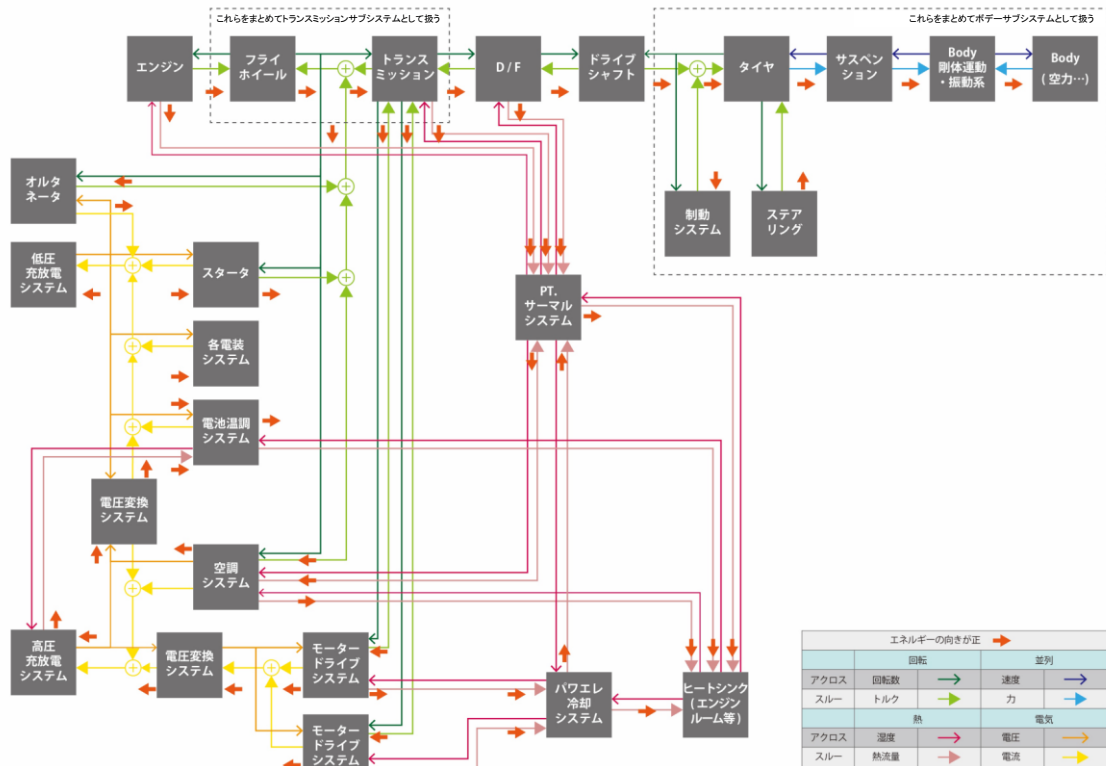 これらをまとめてトランスミッションサブシステムとして扱う
これらをまとめてボデーサブシステムとして扱う
エンジン
フライ
ホイール
トランス
ミッション
D / F
ドライブ
シャフト
タイヤ
サスペン
ション
Body
剛体運動
・振動系
Body
( 空力…)
オルタ
ネータ
制動
システム
ステア
リング
低圧
充放電
システム
スタータ
PT.
サーマル
システム
各電装
システム
電池温調
システム
電圧変換
システム
空調
システム
高圧
充放電
システム
電圧変換
システム
モーター
ドライブ
システム
パワエレ
冷却
システム
ヒートシンク
( エンジン
ルーム等 )
モーター
ドライブ
システム
エネルギーの向きが正
回転 並列
アクロス 回転数 速度
スルー トルク 力
熱 電気
アクロス 湿度 電圧
スルー 熱流量 電流